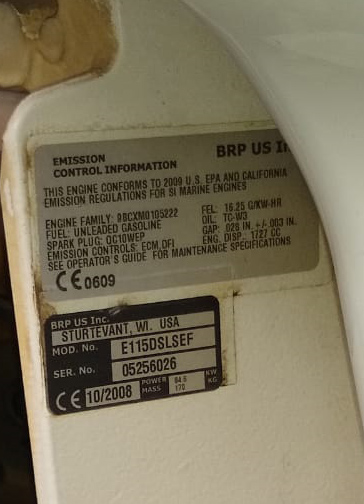 EMISSION
CONTROL INFORMATION
BRP US In
THIS ENGINE CONFORMS TO 2009 U.S. EPA AND CALIFORNIA
EMISSION REGULATIONS FOR SI MARINE ENGINES
ENGINE FAMILY: 9BCXM0105222
FUEL: UNLEADED GASOLINE
SPARK PLUG: QC10WEP
EMISSION CONTROLS: ECM,DFI
FEL: 16.25 G/KW-HR
OIL: TC-W3
GAP: .028 IN. +/-.003 IN.
ENG. DISP.: 1727 CC
SEE OPERATOR'S GUIDE FOR MAINTENANCE SPECIFICATIONS
CE 0609
BRP US Inc.
STURTEVANT, WI. USA
MOD. No. E115DSLSEF
SER. No. 05256026
CE 10/2008 POWER 84.6 KW
MASS 170 KG